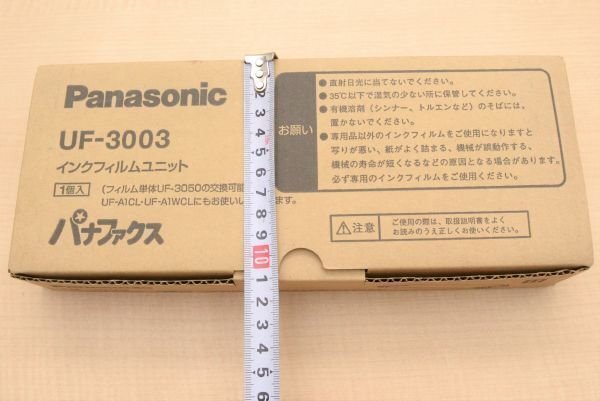 Panasonic
UF-3003
インクフィルムユニット
1個入
(フィルム単体UF-3050の交換可能
UF-A1CL・UF-A1WCLにもお使いい ます。
パナファックス
お願い
●直射日光に当てないでください。
●35℃以下で湿気の少ない所に保管してください。
●有機溶剤（シンナー、トルエンなど）のそばには、
置かないでください。
●専用品以外のインクフィルムをご使用になりますと
写りが悪い、紙がよく詰まる、機械が誤動作する、
機械の寿命が短くなるなどの原因となる場合があります。
必ず専用のインクフィルムをご使用ください。
注意
ご使用の際は、取扱説明書をよく
お読みのうえ正しくお使いください。
2
3
4
5
6
7
8
9
10
1
2
3
4
5
6